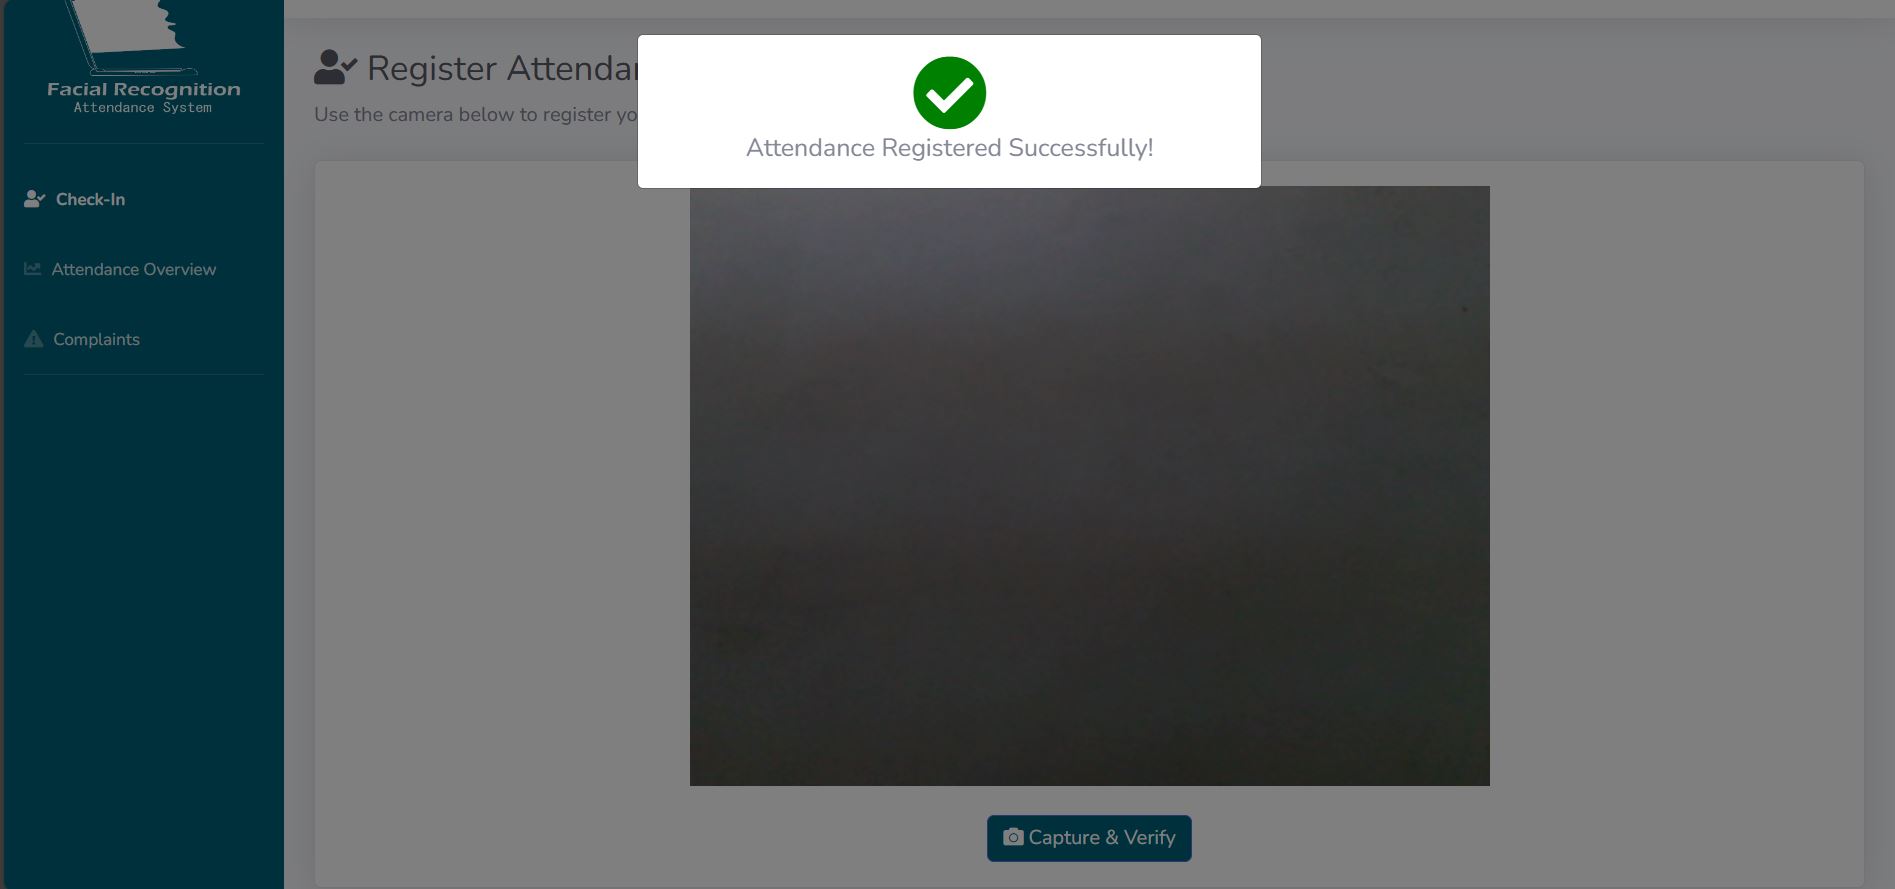 Facial Recognition
Attendance System
Check-In
Attendance Overview
Complaints
Register Attendan
Use the camera below to register yo
Attendance Registered Successfully!
Capture & Verify